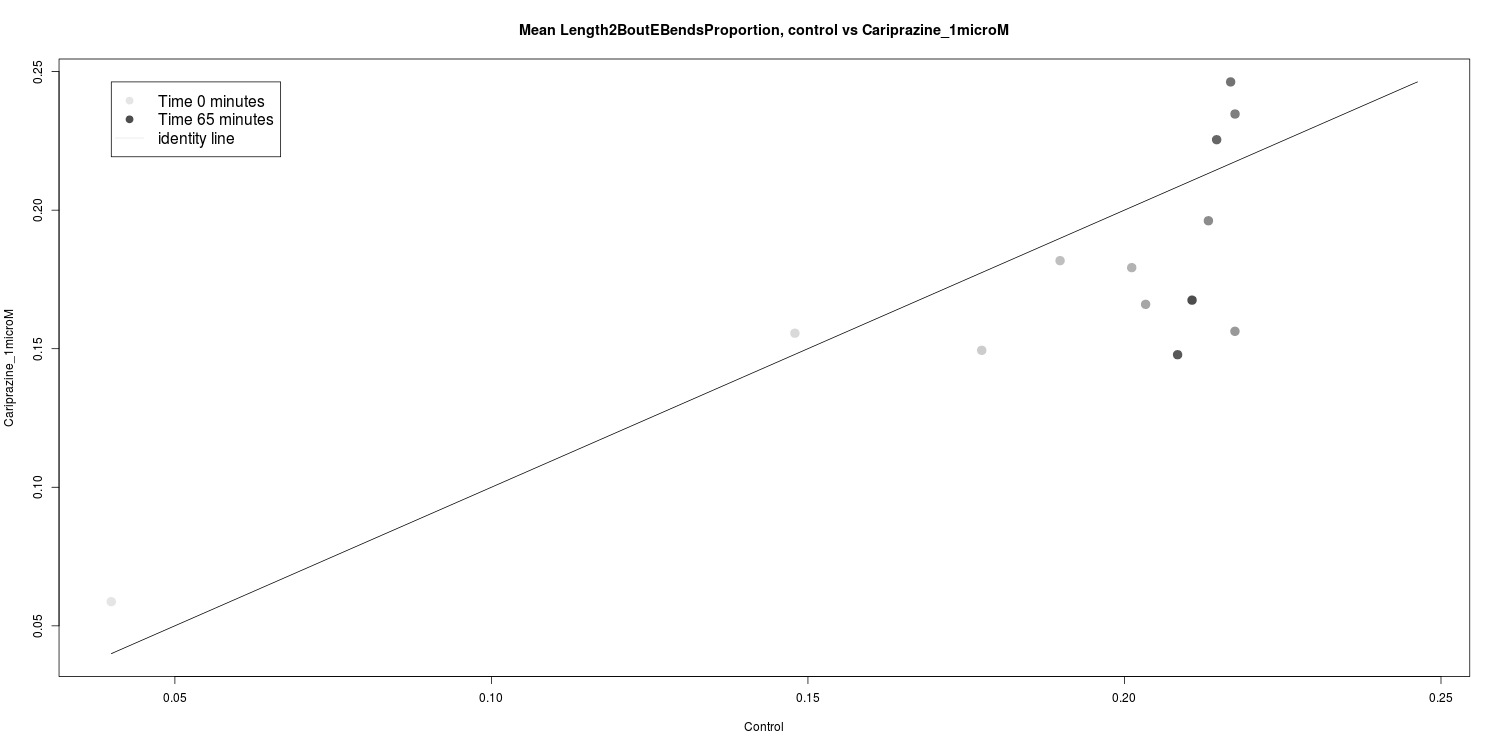 Mean Length2BoutEBendsProportion, control vs Cariprazine_1microM
Time 0 minutes
Time 65 minutes
identity line
Cariprazine_1microM
0.25
0.20
0.15
0.10
0.05
0.05 0.10 0.15 0.20 0.25
Control